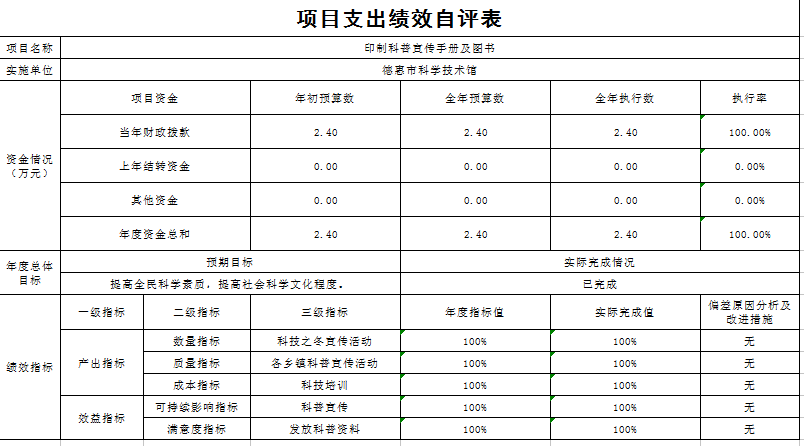 项目支出绩效自评表
项目名称 印制科普宣传手册及图书
实施单位 德惠市科学技术馆
资金情况（万元） 项目资金 年初预算数 全年预算数 全年执行数 执行率
当年财政拨款 2.40 2.40 2.40 100.00%
上年结转资金 0.00 0.00 0.00 0.00%
其他资金 0.00 0.00 0.00 0.00%
年度资金总和 2.40 2.40 2.40 100.00%
年度总体目标 预期目标 实际完成情况
提高全民科学素质，提高社会科学文化程度。 已完成
绩效指标 一级指标 二级指标 三级指标 年度指标值 实际完成值 偏差原因分析及改进措施
产出指标 数量指标 科技之冬宣传活动 100% 100% 无
质量指标 各乡镇科普宣传活动 100% 100% 无
成本指标 科技培训 100% 100% 无
效益指标 可持续影响指标 科普宣传 100% 100% 无
满意度指标 发放科普资料 100% 100% 无